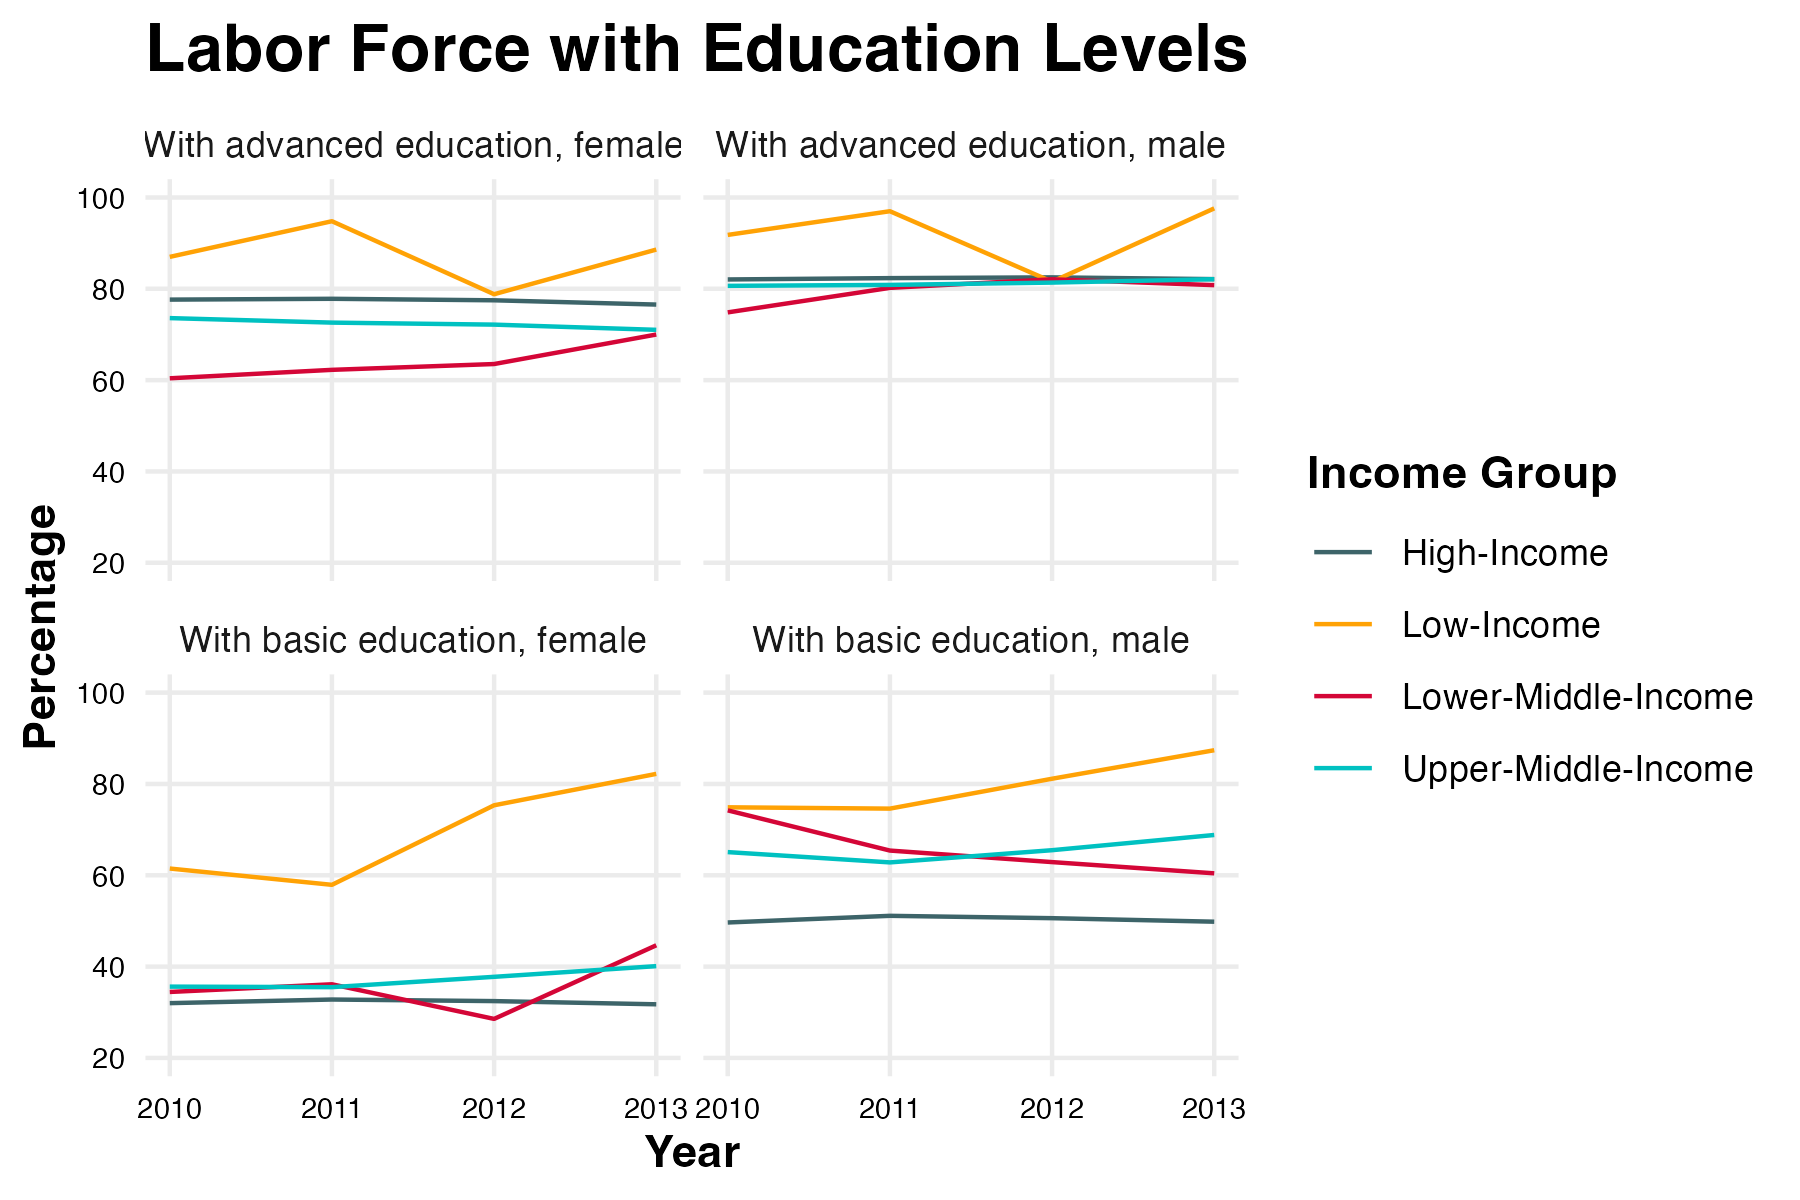 Labor Force with Education Levels
With advanced education, female
With advanced education, male
100
80
60
40
20
With basic education, female
With basic education, male
100
80
60
40
20
2010 2011 2012 2013 2010 2011 2012 2013
Year
Percentage
Income Group
High-Income
Low-Income
Lower-Middle-Income
Upper-Middle-Income